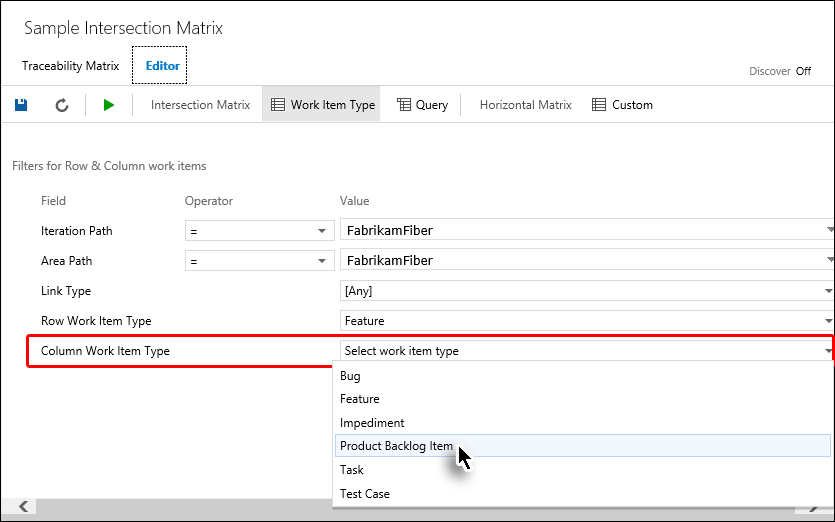 Sample Intersection Matrix
Traceability Matrix Editor
Discover Off
Intersection Matrix Work Item Type Query Horizontal Matrix Custom
Filters for Row & Column work items
Field Operator Value
Iteration Path = FabrikamFiber
Area Path = FabrikamFiber
Link Type [Any]
Row Work Item Type Feature
Column Work Item Type Select work item type
Bug
Feature
Impediment
Product Backlog Item
Task
Test Case